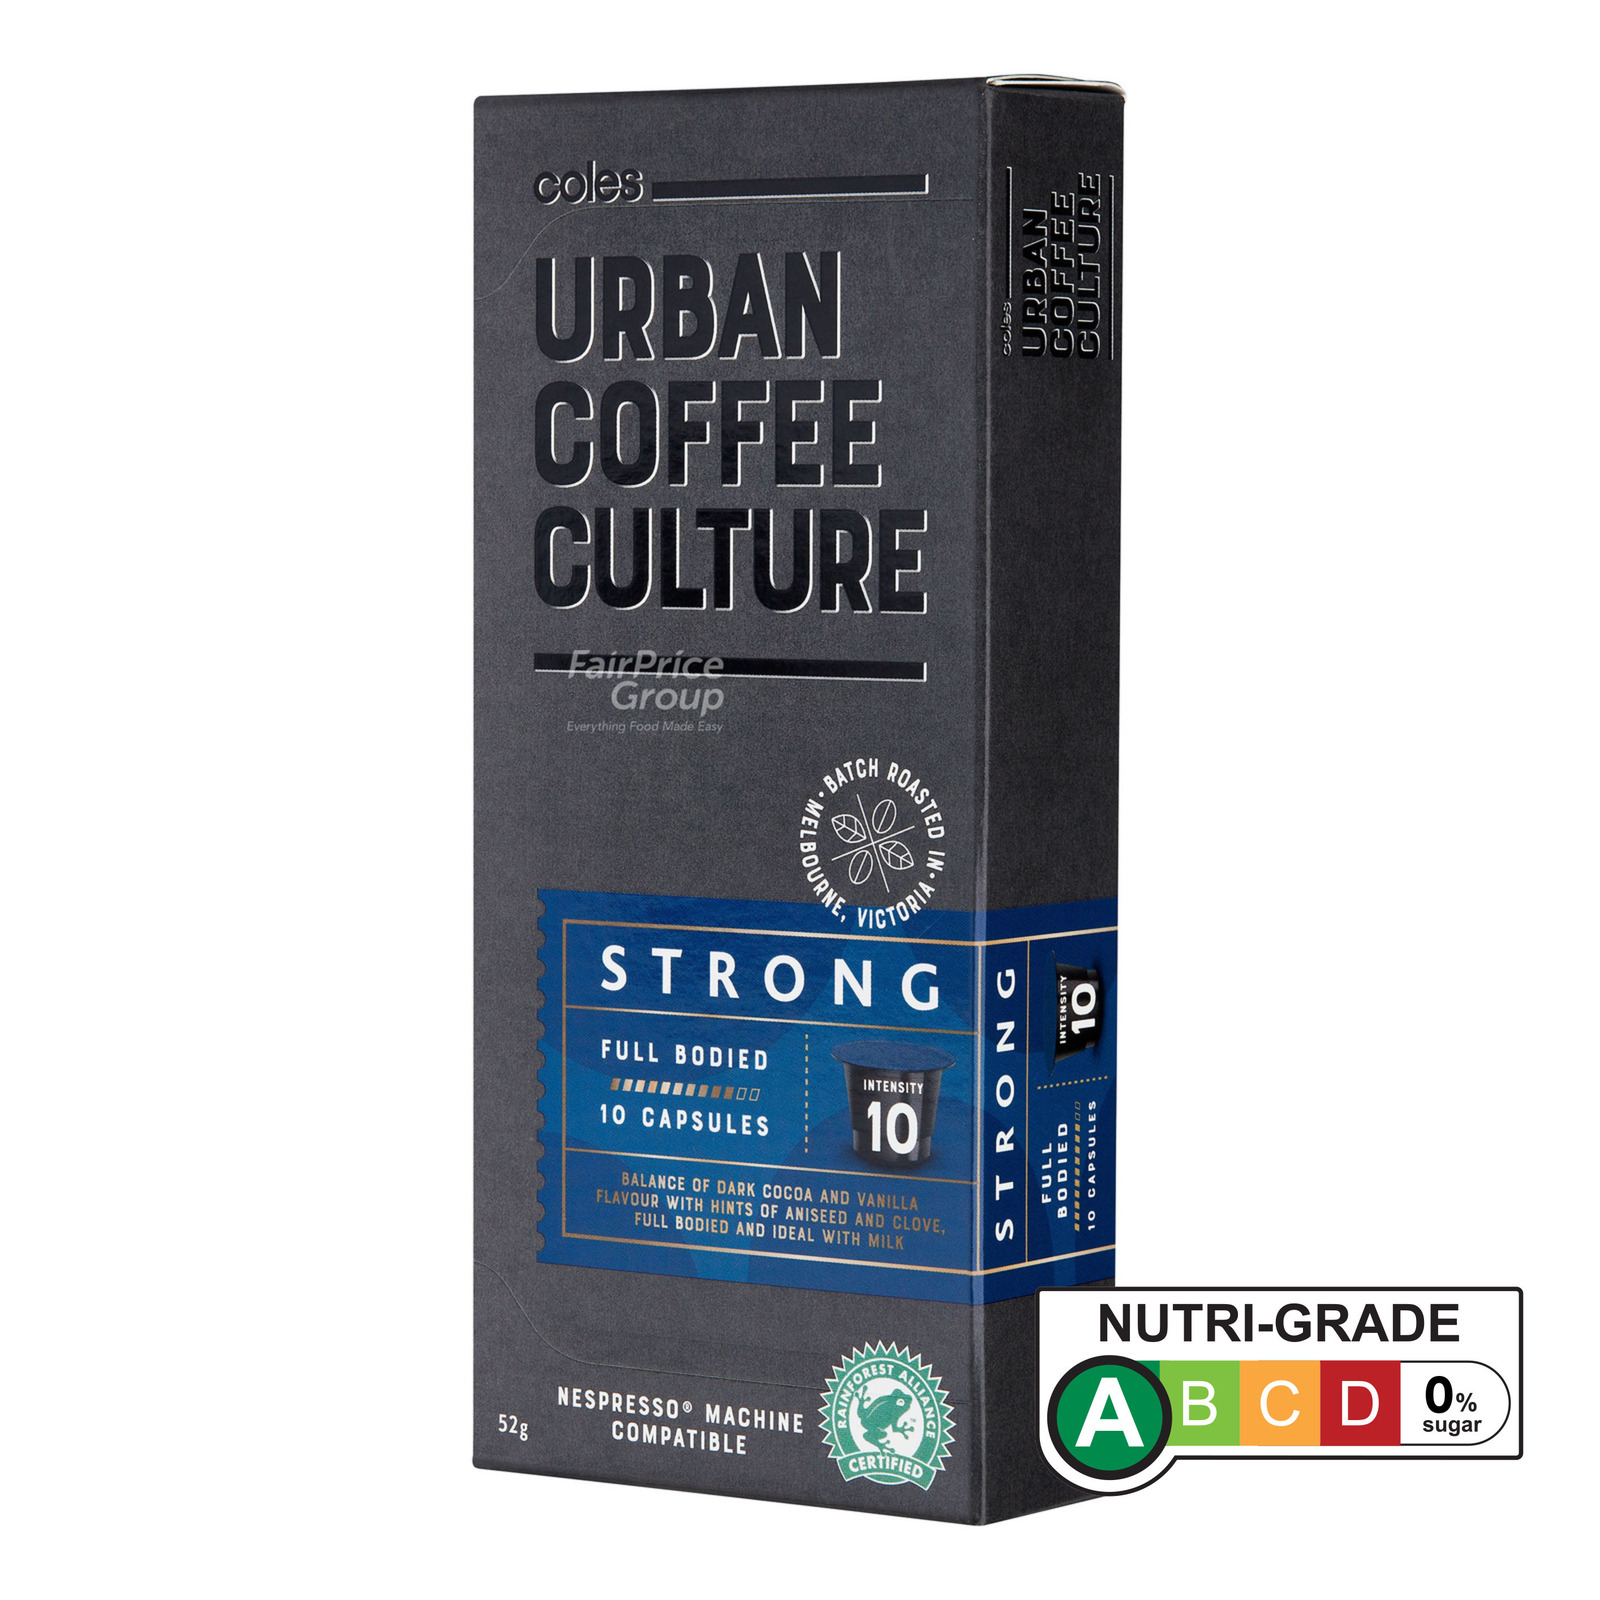 coles
URBAN
COFFEE
CULTURE
FairPrice
Group
Everything Food Made Easy
BATCH ROASTED IN • MELBOURNE, VICTORIA •
STRONG
FULL BODIED
10 CAPSULES
INTENSITY
10
BALANCE OF DARK COCOA AND VANILLA
FLAVOUR WITH HINTS OF ANISEED AND CLOVE,
FULL BODIED AND IDEAL WITH MILK
52g
NESPRESSO® MACHINE
COMPATIBLE
RAINFOREST ALLIANCE
CERTIFIED
coles
URBAN
COFFEE
CULTURE
STRONG
INTENSITY
10
FULL
BODIED
10 CAPSULES
NUTRI-GRADE
A B C D 0%
sugar